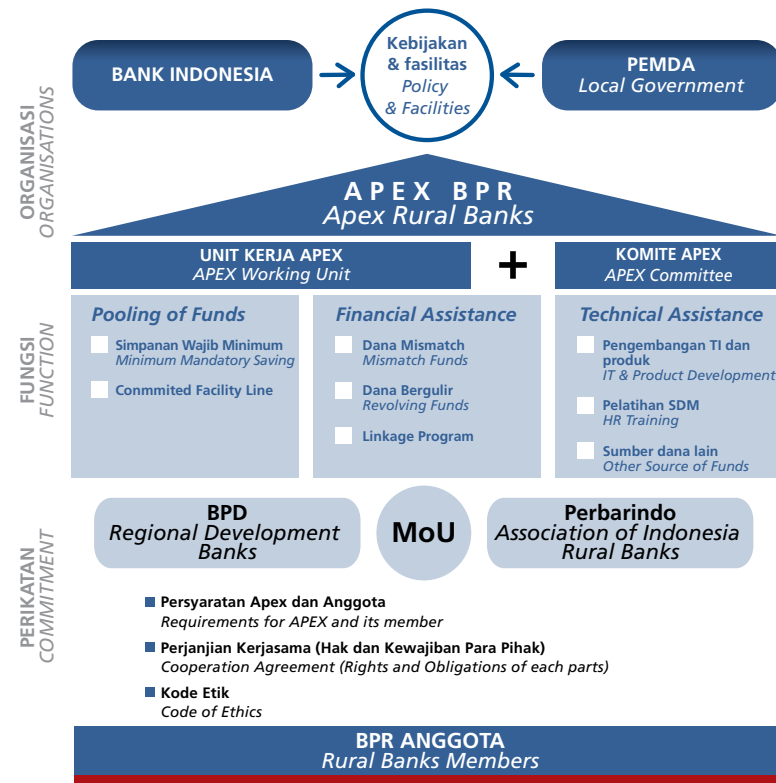 BANK INDONESIA
Kebijakan
& fasilitas
Policy
& Facilities
PEMDA
Local Government
ORGANISASI
ORGANISATIONS
APEX BPR
Apex Rural Banks
UNIT KERJA APEX
APEX Working Unit
+
KOMITE APEX
APEX Committee
FUNGSI
FUNCTION
Pooling of Funds
Simpanan Wajib Minimum
Minimum Mandatory Saving
Conmmited Facility Line
Financial Assistance
Dana Mismatch
Mismatch Funds
Dana Bergulir
Revolving Funds
Linkage Program
Technical Assistance
Pengembangan TI dan
produk
IT & Product Development
Pelatihan SDM
HR Training
Sumber dana lain
Other Source of Funds
PERIKATAN
COMMITMENT
BPD
Regional Development
Banks
MoU
Perbarindo
Association of Indonesia
Rural Banks
Persyaratan Apex dan Anggota
Requirements for APEX and its member
Perjanjian Kerjasama (Hak dan Kewajiban Para Pihak)
Cooperation Agreement (Rights and Obligations of each parts)
Kode Etik
Code of Ethics
BPR ANGGOTA
Rural Banks Members